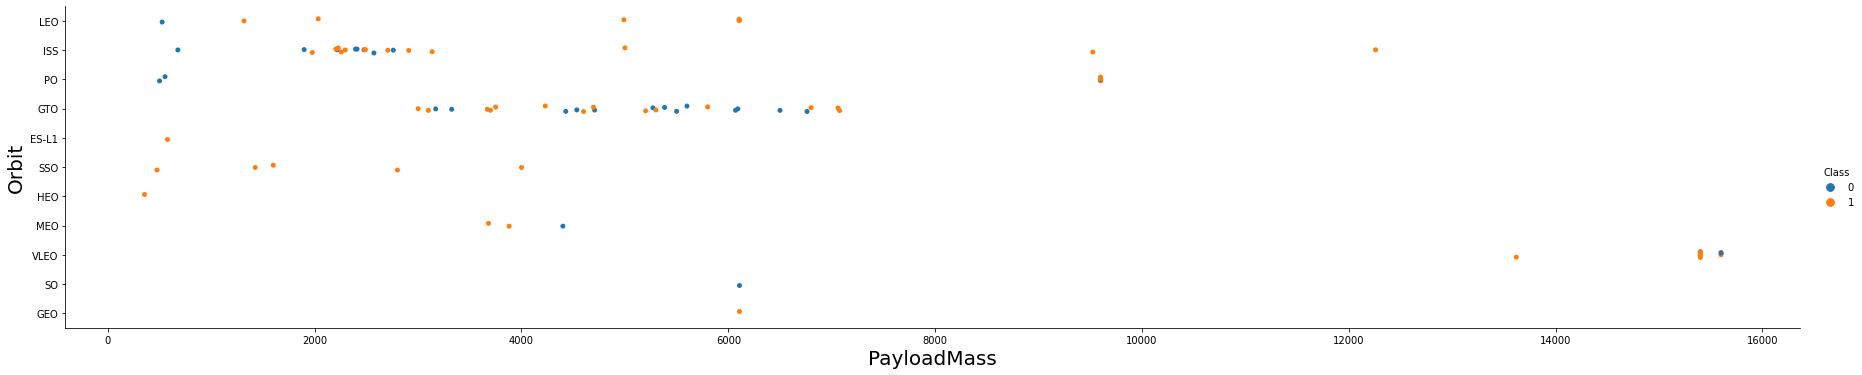 Orbit
LEO
ISS
PO
GTO
ES-L1
SSO
HEO
MEO
VLEO
SO
GEO
0 2000 4000 6000 8000 10000 12000 14000 16000
PayloadMass
Class
0
1